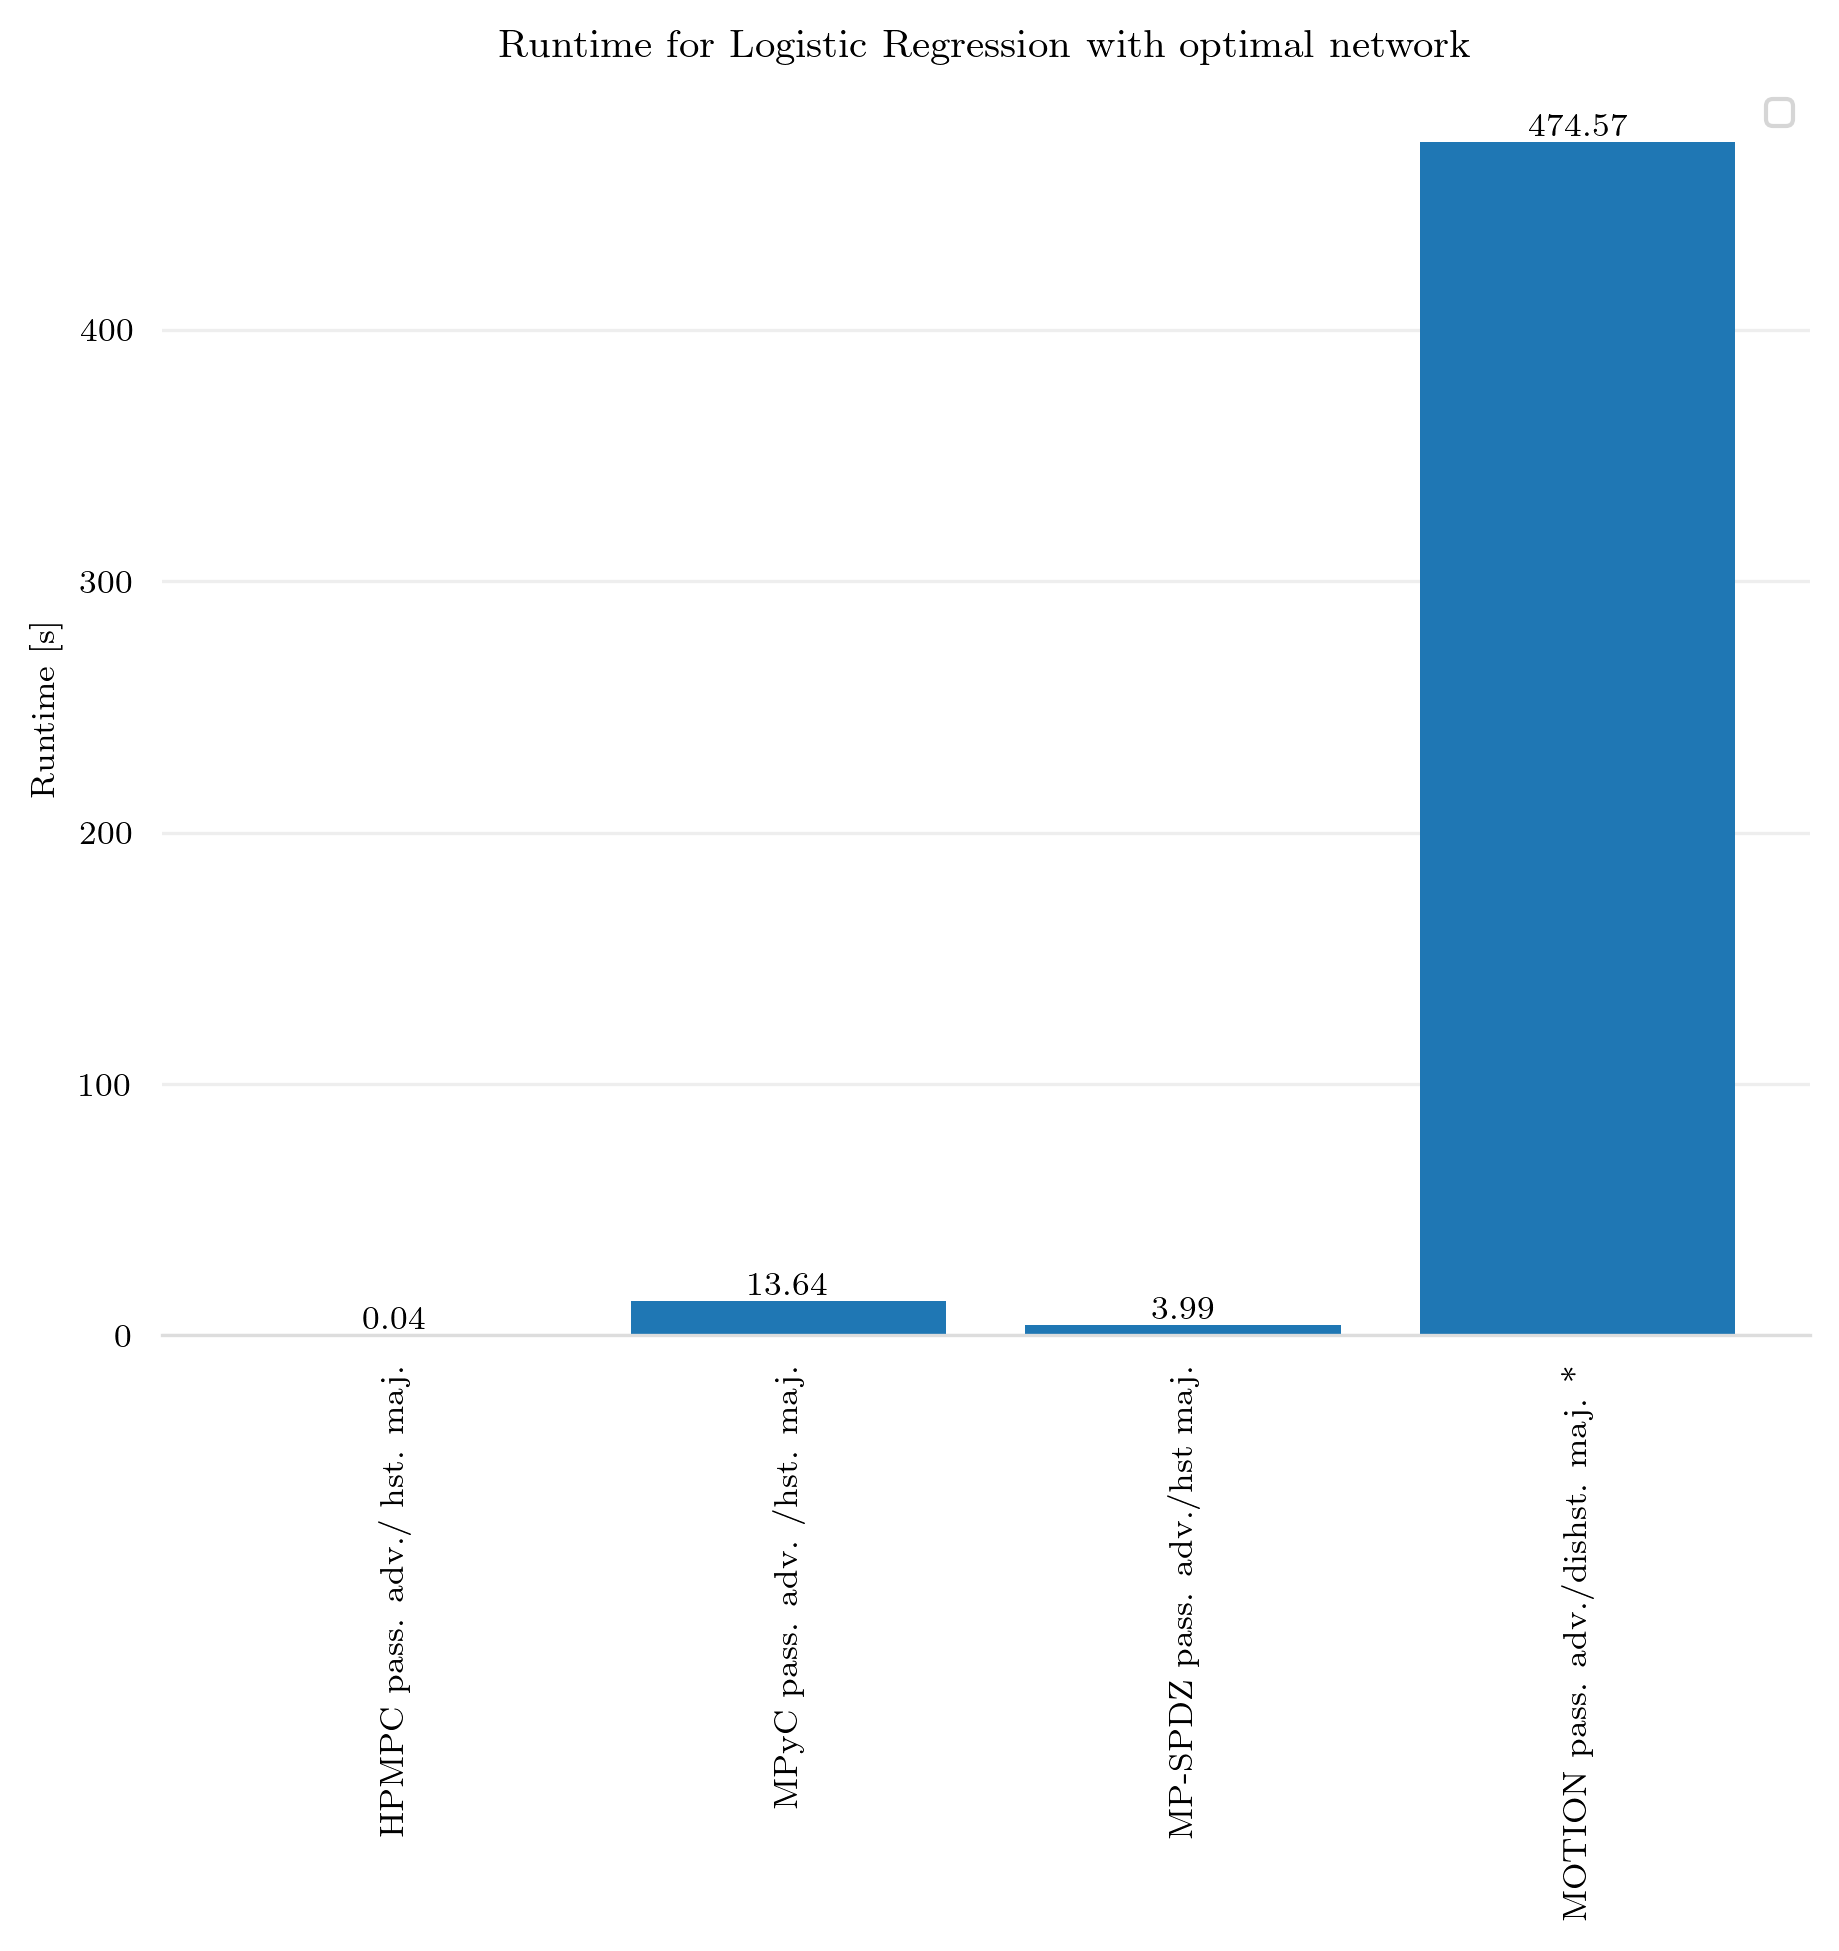 Runtime for Logistic Regression with optimal network
474.57
400
300
Runtime [s]
200
100
13.64
3.99
0.04
0
HPMPC pass. adv./ hst. maj.
MPyC pass. adv. /hst. maj.
MP-SPDZ pass. adv./hst maj.
MOTION pass. adv./dishst. maj. *